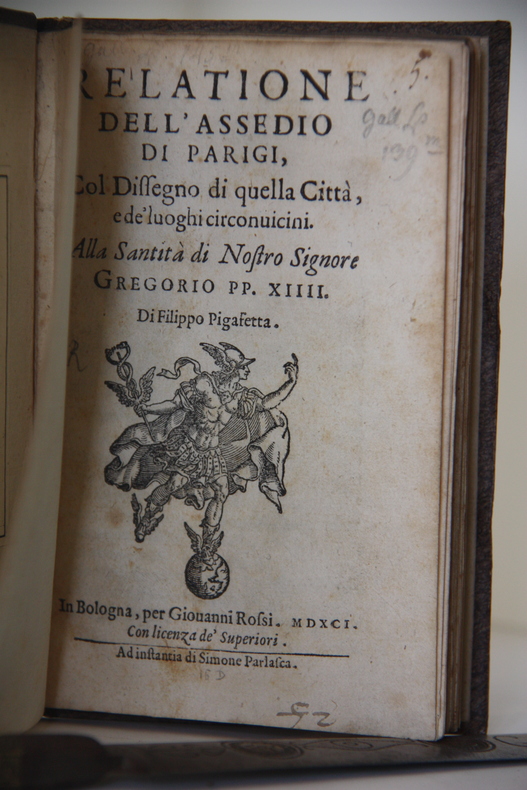 RELATIONE
DELL'ASSEDIO
DI PARIGI,
Col Diſſegno di quella Città,
e de' luoghi circonuicini.
Alla Santità di Noſtro Signore
GREGORIO PP. XIIII.
Di Filippo Pigafetta.
In Bologna, per Giouanni Roſsi. MDXCI.
Con licenza de' Superiori.
Ad inſtantia di Simone Parlaſca.
5.
52